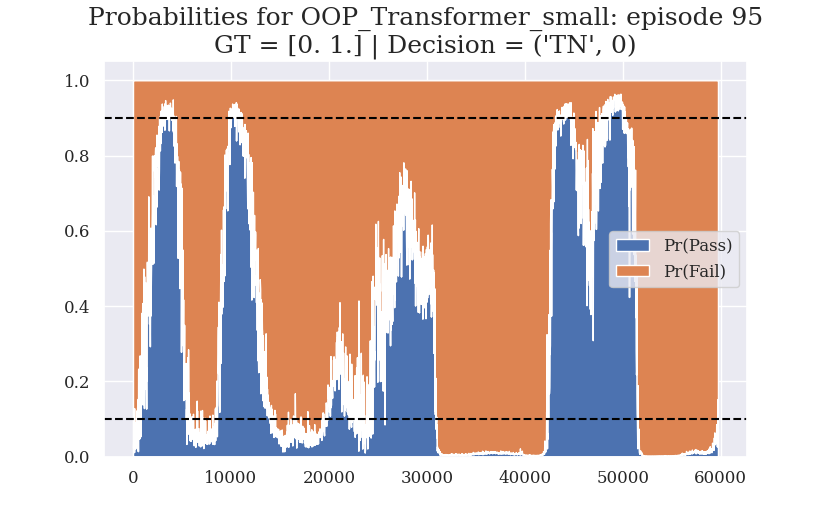 Probabilities for OOP_Transformer_small: episode 95
GT = [0. 1.] | Decision = ('TN', 0)
1.0
0.8
0.6
0.4
0.2
0.0
Pr(Pass)
Pr(Fail)
0 10000 20000 30000 40000 50000 60000